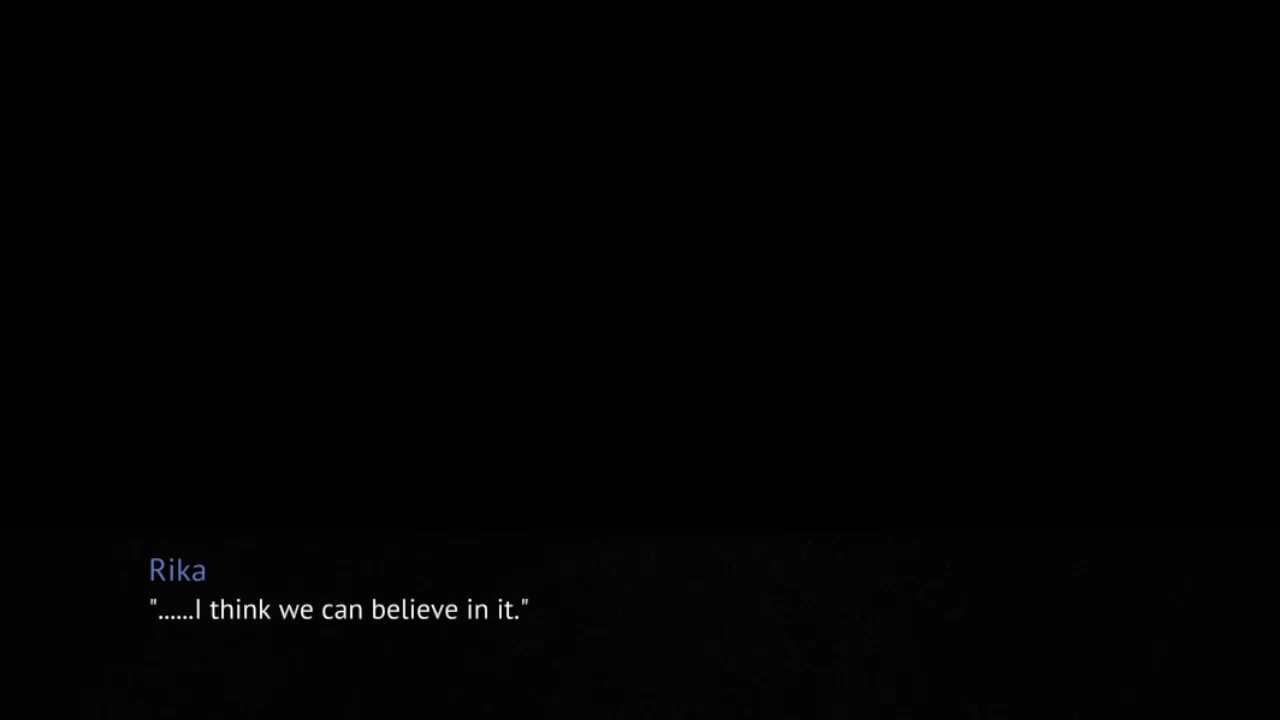 Rika
"......I think we can believe in it."